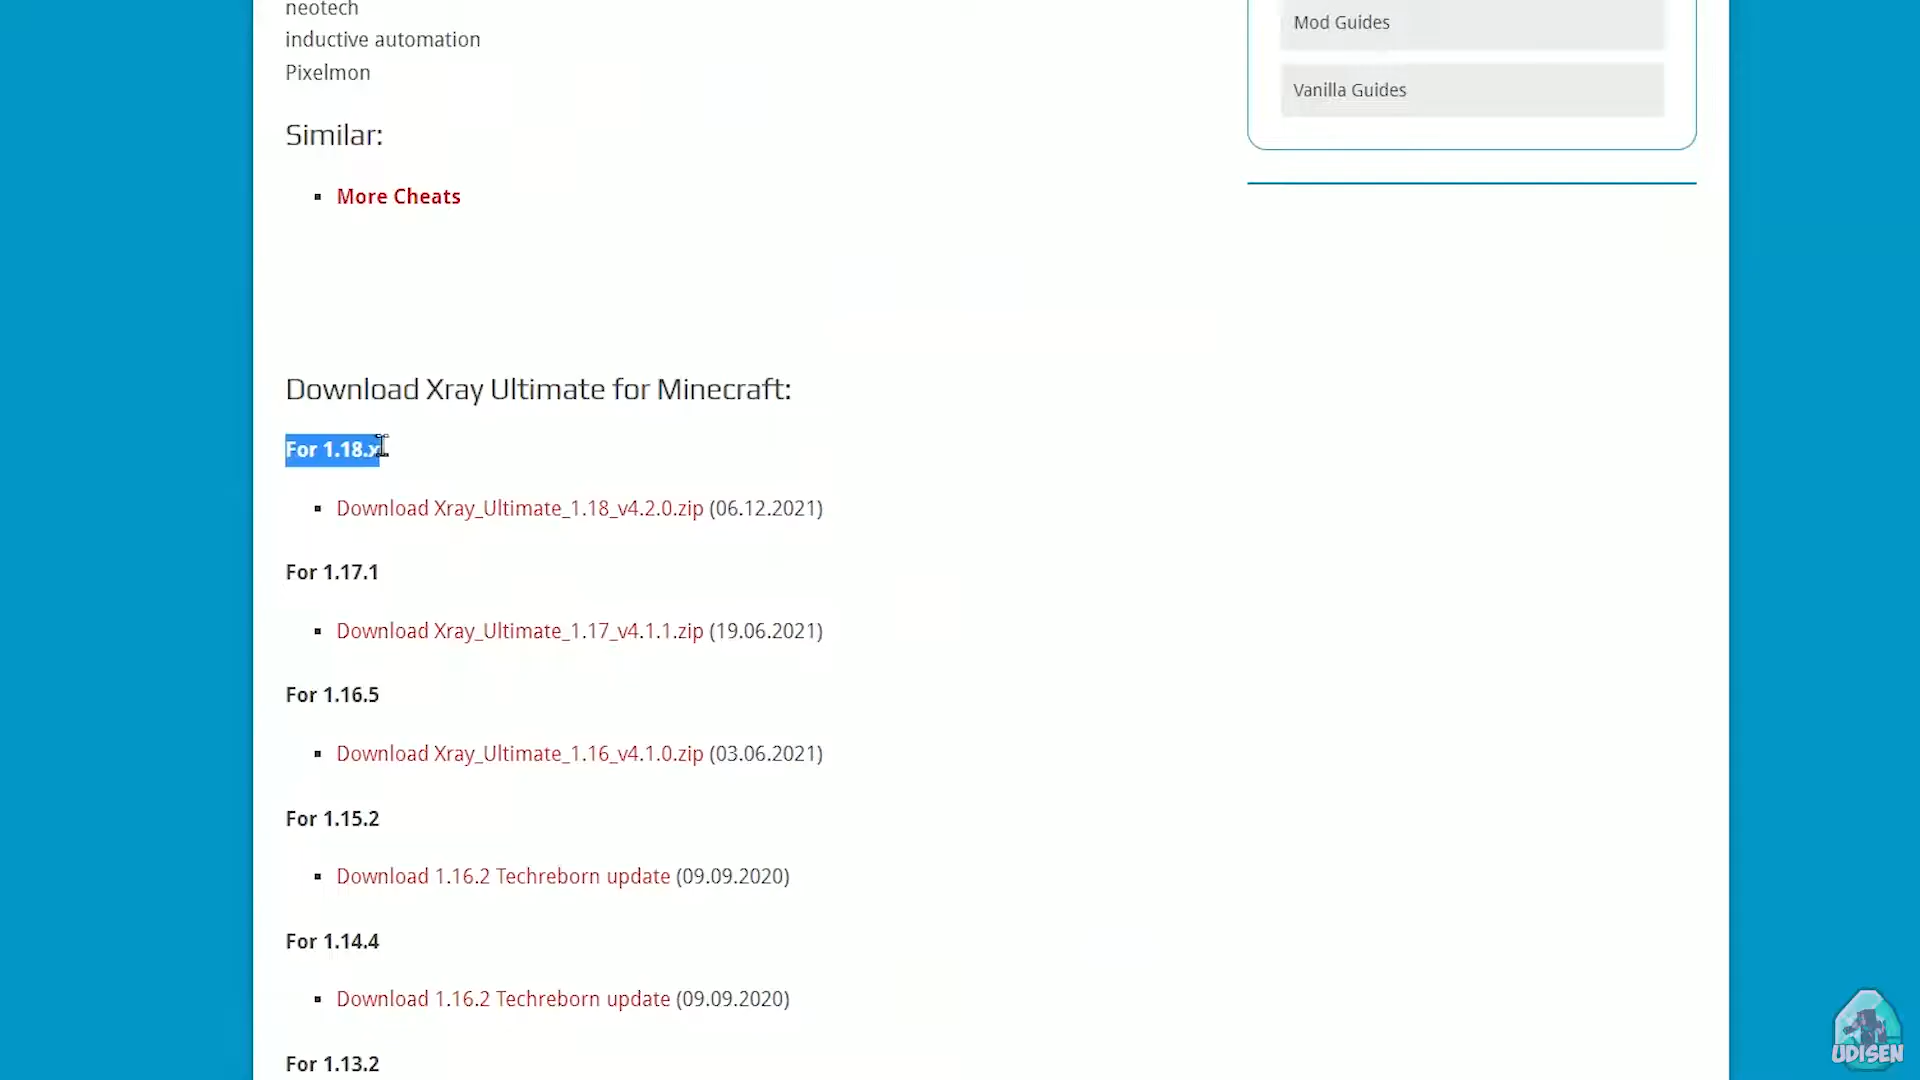 neotech
inductive automation
Pixelmon
Similar:
More Cheats
Download Xray Ultimate for Minecraft:
For 1.18.x
Download Xray_Ultimate_1.18_v4.2.0.zip (06.12.2021)
For 1.17.1
Download Xray_Ultimate_1.17_v4.1.1.zip (19.06.2021)
For 1.16.5
Download Xray_Ultimate_1.16_v4.1.0.zip (03.06.2021)
For 1.15.2
Download 1.16.2 Techreborn update (09.09.2020)
For 1.14.4
Download 1.16.2 Techreborn update (09.09.2020)
For 1.13.2
Mod Guides
Vanilla Guides
UDISEN